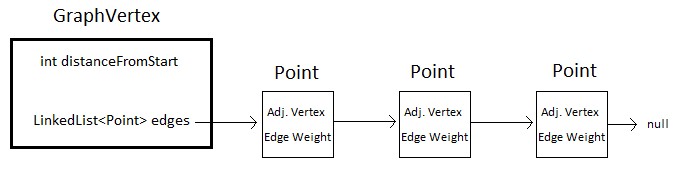 GraphVertex
int distanceFromStart
LinkedList<Point> edges
Point
Adj. Vertex
Edge Weight
Point
Adj. Vertex
Edge Weight
Point
Adj. Vertex
Edge Weight
null